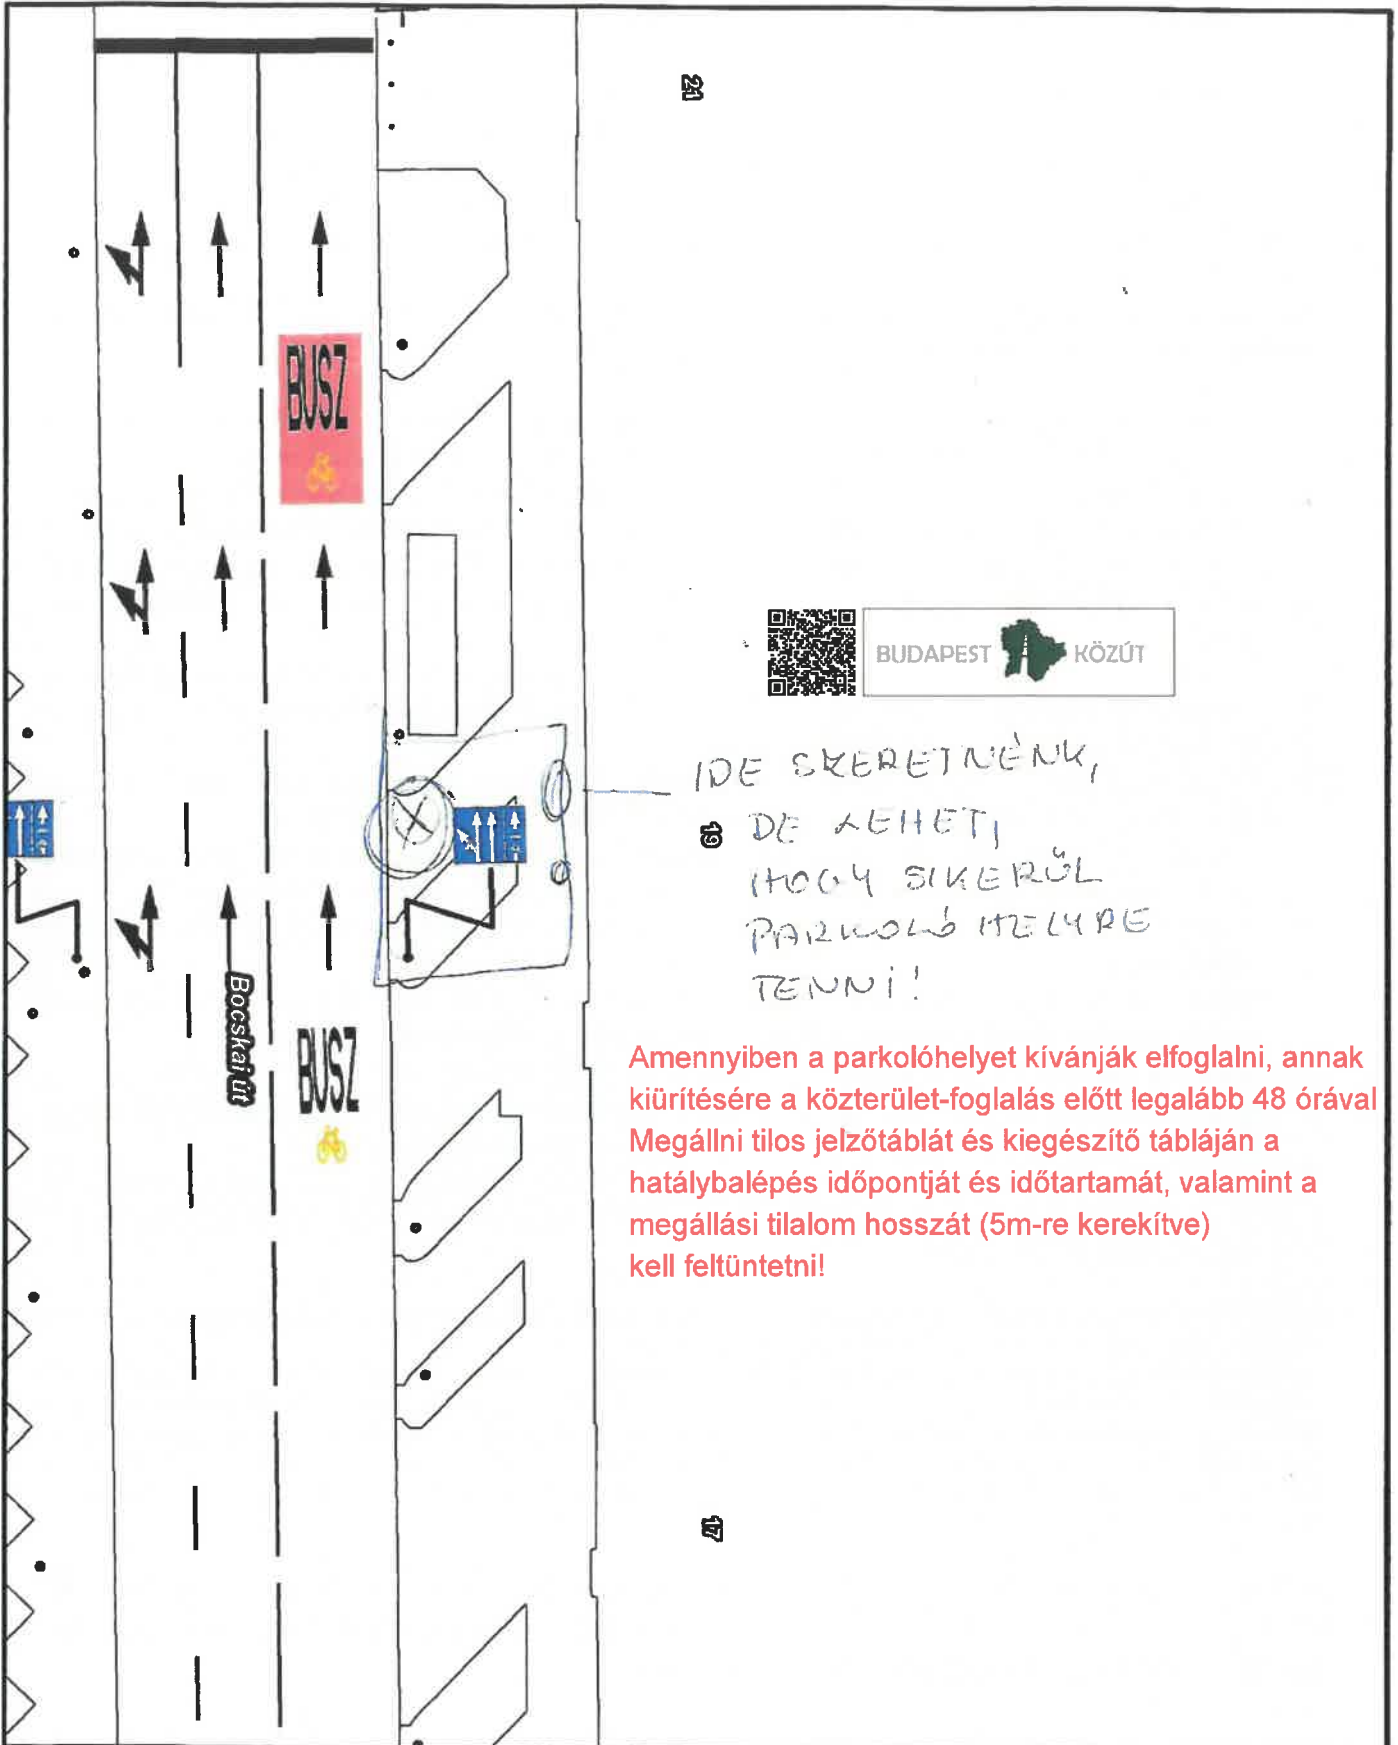 21
BUSZ
BUDAPEST KÖZÚT
IDE SZERETNÉNK,
19
DE LEHET,
HOGY SIKERÜL
PARKOLÓ HELYRE
TENNI!
Bocskai út
BUSZ
Amennyiben a parkolóhelyet kívánják elfoglalni, annak
kiürítésére a közterület-foglalás előtt legalább 48 órával
Megállni tilos jelzőtáblát és kiegészítő tábláján a
hatálybalépés időpontját és időtartamát, valamint a
megállási tilalom hosszát (5m-re kerekítve)
kell feltüntetni!
17